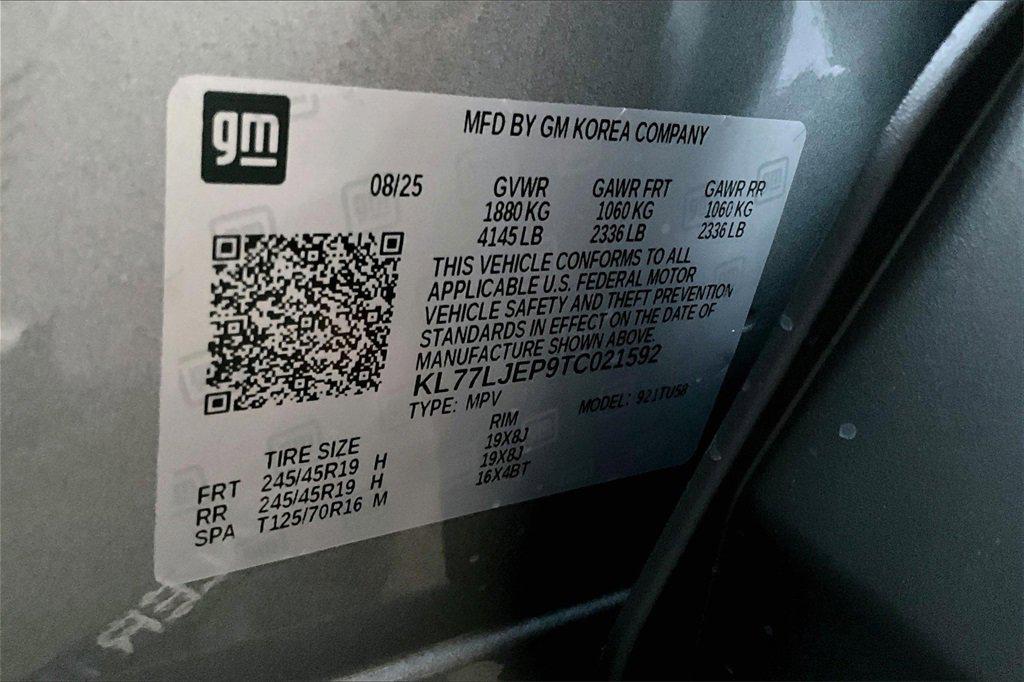 gm
MFD BY GM KOREA COMPANY
08/25 GVWR GAWR FRT GAWR RR
1880 KG 1060 KG 1060 KG
4145 LB 2336 LB 2336 LB
THIS VEHICLE CONFORMS TO ALL
APPLICABLE U.S. FEDERAL MOTOR
VEHICLE SAFETY AND THEFT PREVENTION
STANDARDS IN EFFECT ON THE DATE OF
MANUFACTURE SHOWN ABOVE.
KL77LJEP9TC021592
TYPE: MPV MODEL: 921TU58
TIRE SIZE RIM
FRT 245/45R19 H 19X8J
RR 245/45R19 H 19X8J
SPA T125/70R16 M 16X4BT